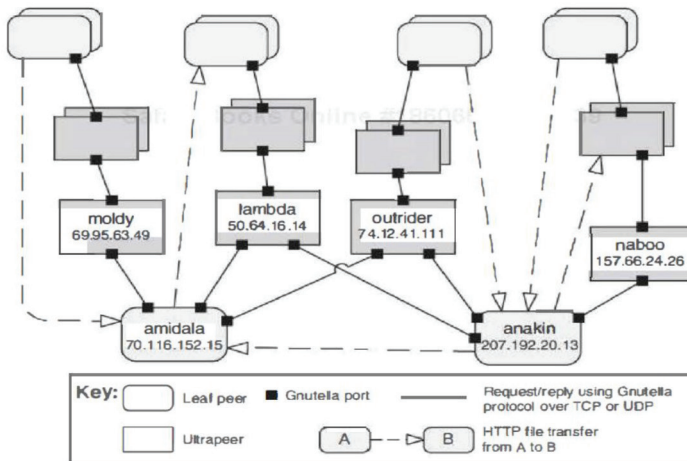 moldy
69.95.63.49
lambda
50.64.16.14
outrider
74.12.41.111
naboo
157.66.24.26
amidala
70.116.152.15
anakin
207.192.20.13
Key:
Leaf peer
Gnutella port
Request/reply using Gnutella
protocol over TCP or UDP
Ultrapeer
A
B
HTTP file transfer
from A to B